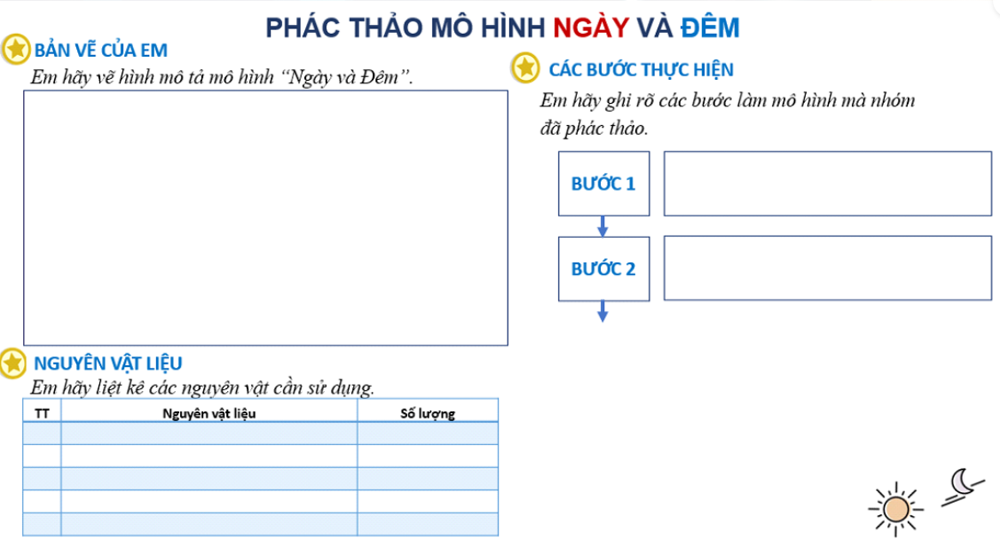 PHÁC THẢO MÔ HÌNH NGÀY VÀ ĐÊM
BẢN VẼ CỦA EM
Em hãy vẽ hình mô tả mô hình “Ngày và Đêm”.
NGUYÊN VẬT LIỆU
Em hãy liệt kê các nguyên vật cần sử dụng.
TT Nguyên vật liệu Số lượng
CÁC BƯỚC THỰC HIỆN
Em hãy ghi rõ các bước làm mô hình mà nhóm
đã phác thảo.
BƯỚC 1
BƯỚC 2